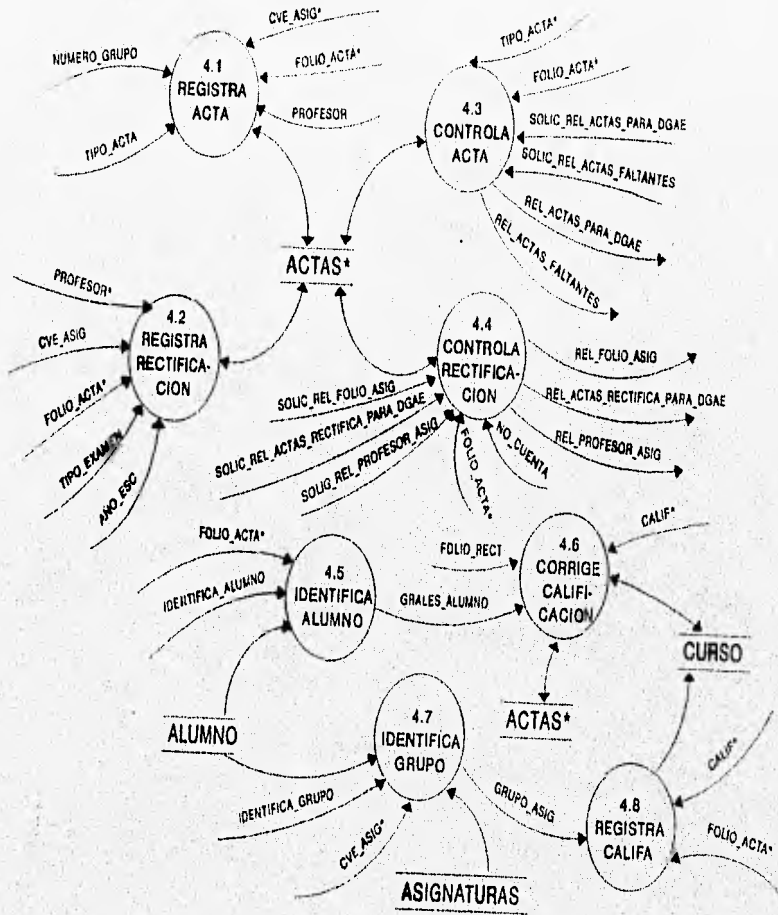 CVE_ASIG*
NUMERO_GRUPO
4.1
REGISTRA
ACTA
FOLIO_ACTA*
PROFESOR
TIPO_ACTA
TIPO_ACTA*
FOLIO_ACTA*
4.3
CONTROLA
ACTA
SOLIC_REL_ACTAS_PARA_DGAE
SOLIC_REL_ACTAS_FALTANTES
REL_ACTAS_PARA_DGAE
REL_ACTAS_FALTANTES
ACTAS*
PROFESOR*
CVE_ASIG
4.2
REGISTRA
RECTIFICA-
CION
FOLIO_ACTA*
TIPO_EXAMEN
AÑO_ESC
4.4
CONTROLA
RECTIFICA-
CION
REL_FOLIO_ASIG
REL_ACTAS_RECTIFICA_PARA_DGAE
REL_PROFESOR_ASIG
SOLIC_REL_FOLIO_ASIG
SOLIC_REL_ACTAS_RECTIFICA_PARA_DGAE
SOLIG_REL_PROFESOR_ASIG
FOLIO_ACTA*
NO_CUENTA
FOLIO_ACTA*
IDENTIFICA_ALUMNO
4.5
IDENTIFICA
ALUMNO
GRALES_ALUMNO
FOLIO_RECT
4.6
CORRIGE
CALIFI-
CACION
CALIF*
CURSO
ACTAS*
ALUMNO
4.7
IDENTIFICA
GRUPO
IDENTIFICA_GRUPO
CVE_ASIG*
GRUPO_ASIG
4.8
REGISTRA
CALIFA
CALIF*
FOLIO_ACTA*
ASIGNATURAS